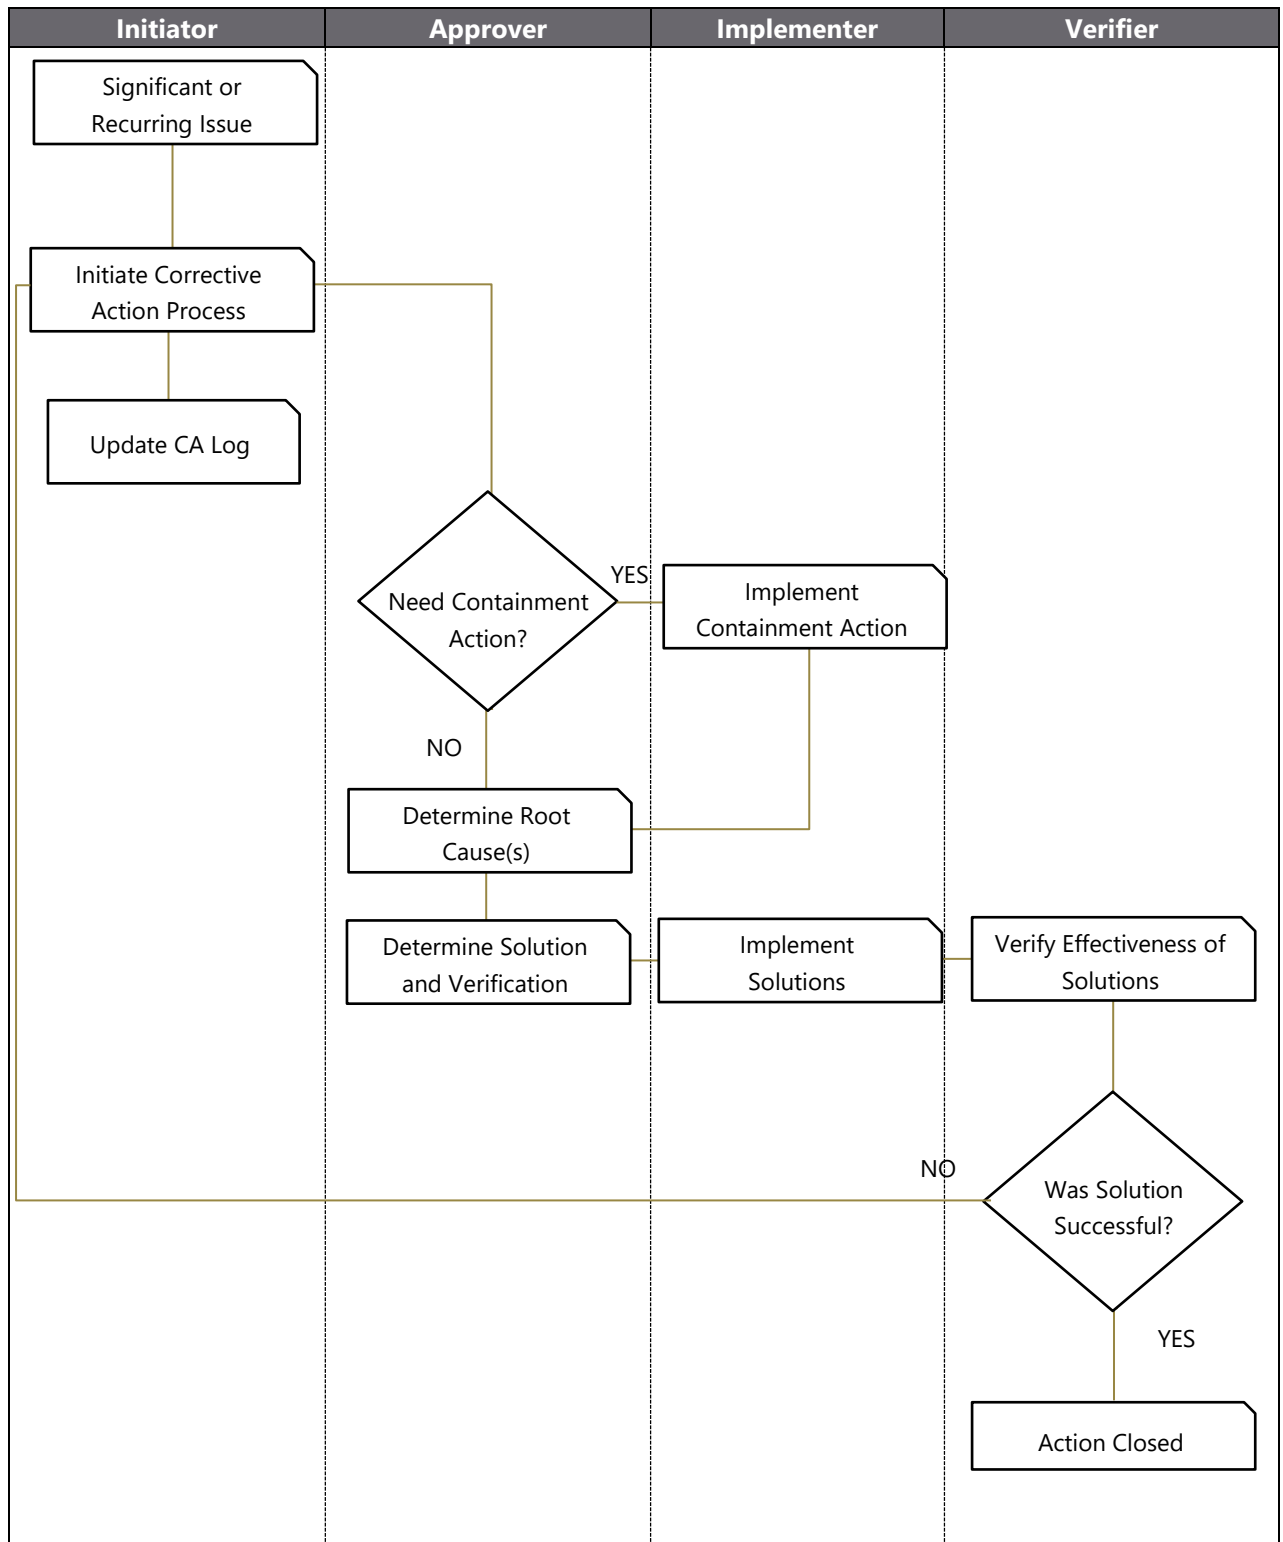 Initiator
Approver
Implementer
Verifier
Significant or
Recurring Issue
Initiate Corrective
Action Process
Update CA Log
Need Containment
Action?
YES
Implement
Containment Action
NO
Determine Root
Cause(s)
Determine Solution
and Verification
Implement
Solutions
Verify Effectiveness of
Solutions
NO
Was Solution
Successful?
YES
Action Closed